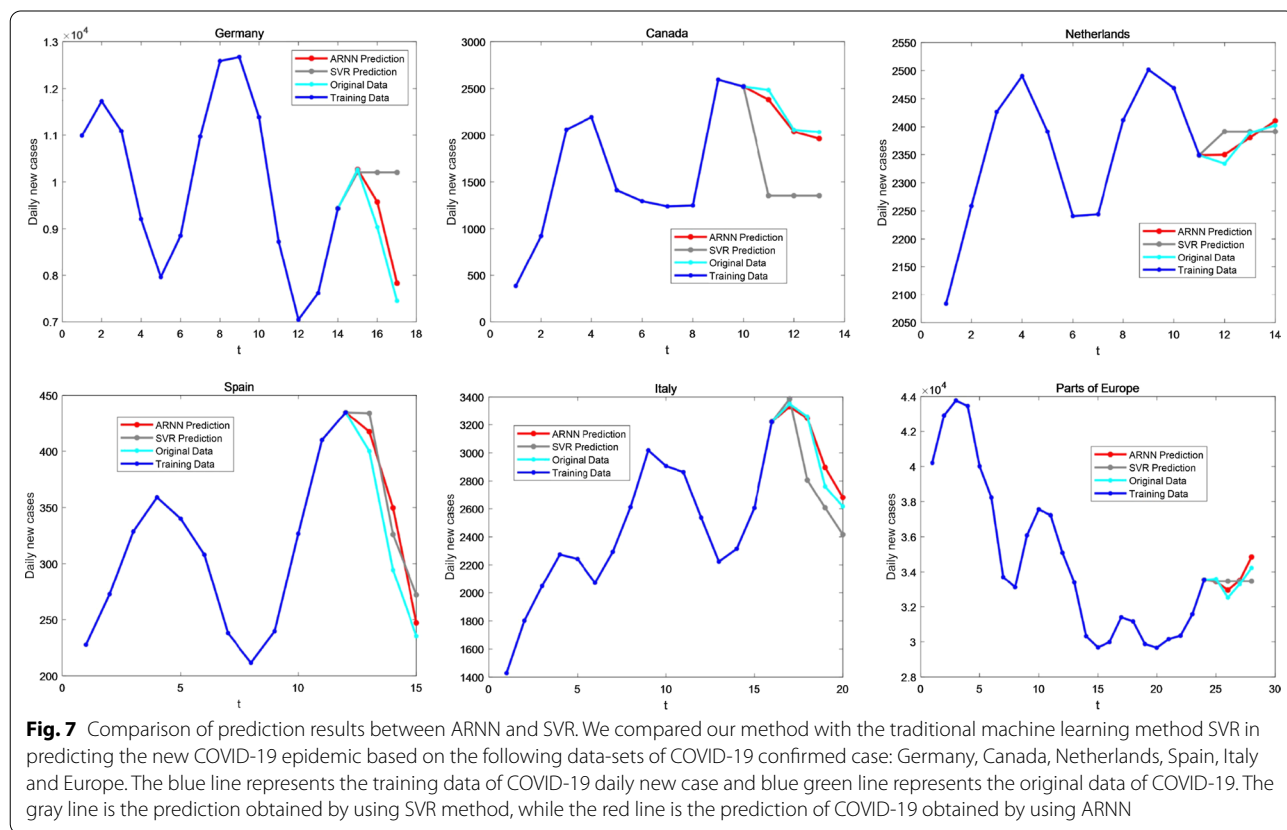 Germany
×10⁴
1.3
1.2
1.1
1
0.9
0.8
0.7
Daily new cases
0 2 4 6 8 10 12 14 16 18
t
ARNN Prediction
SVR Prediction
Original Data
Training Data
Canada
3000
2500
2000
1500
1000
500
0
Daily new cases
0 2 4 6 8 10 12 14
t
ARNN Prediction
SVR Prediction
Original Data
Training Data
Netherlands
2550
2500
2450
2400
2350
2300
2250
2200
2150
2100
2050
Daily new cases
0 2 4 6 8 10 12 14
t
ARNN Prediction
SVR Prediction
Original Data
Training Data
Spain
450
400
350
300
250
200
Daily new cases
0 5 10 15
t
ARNN Prediction
SVR Prediction
Original Data
Training Data
Italy
3400
3200
3000
2800
2600
2400
2200
2000
1800
1600
1400
Daily new cases
0 5 10 15 20
t
ARNN Prediction
SVR Prediction
Original Data
Training Data
Parts of Europe
×10⁴
4.4
4.2
4
3.8
3.6
3.4
3.2
3
2.8
Daily new cases
0 5 10 15 20 25 30
t
ARNN Prediction
SVR Prediction
Original Data
Training Data
Fig. 7 Comparison of prediction results between ARNN and SVR. We compared our method with the traditional machine learning method SVR in
predicting the new COVID-19 epidemic based on the following data-sets of COVID-19 confirmed case: Germany, Canada, Netherlands, Spain, Italy
and Europe. The blue line represents the training data of COVID-19 daily new case and blue green line represents the original data of COVID-19. The
gray line is the prediction obtained by using SVR method, while the red line is the prediction of COVID-19 obtained by using ARNN